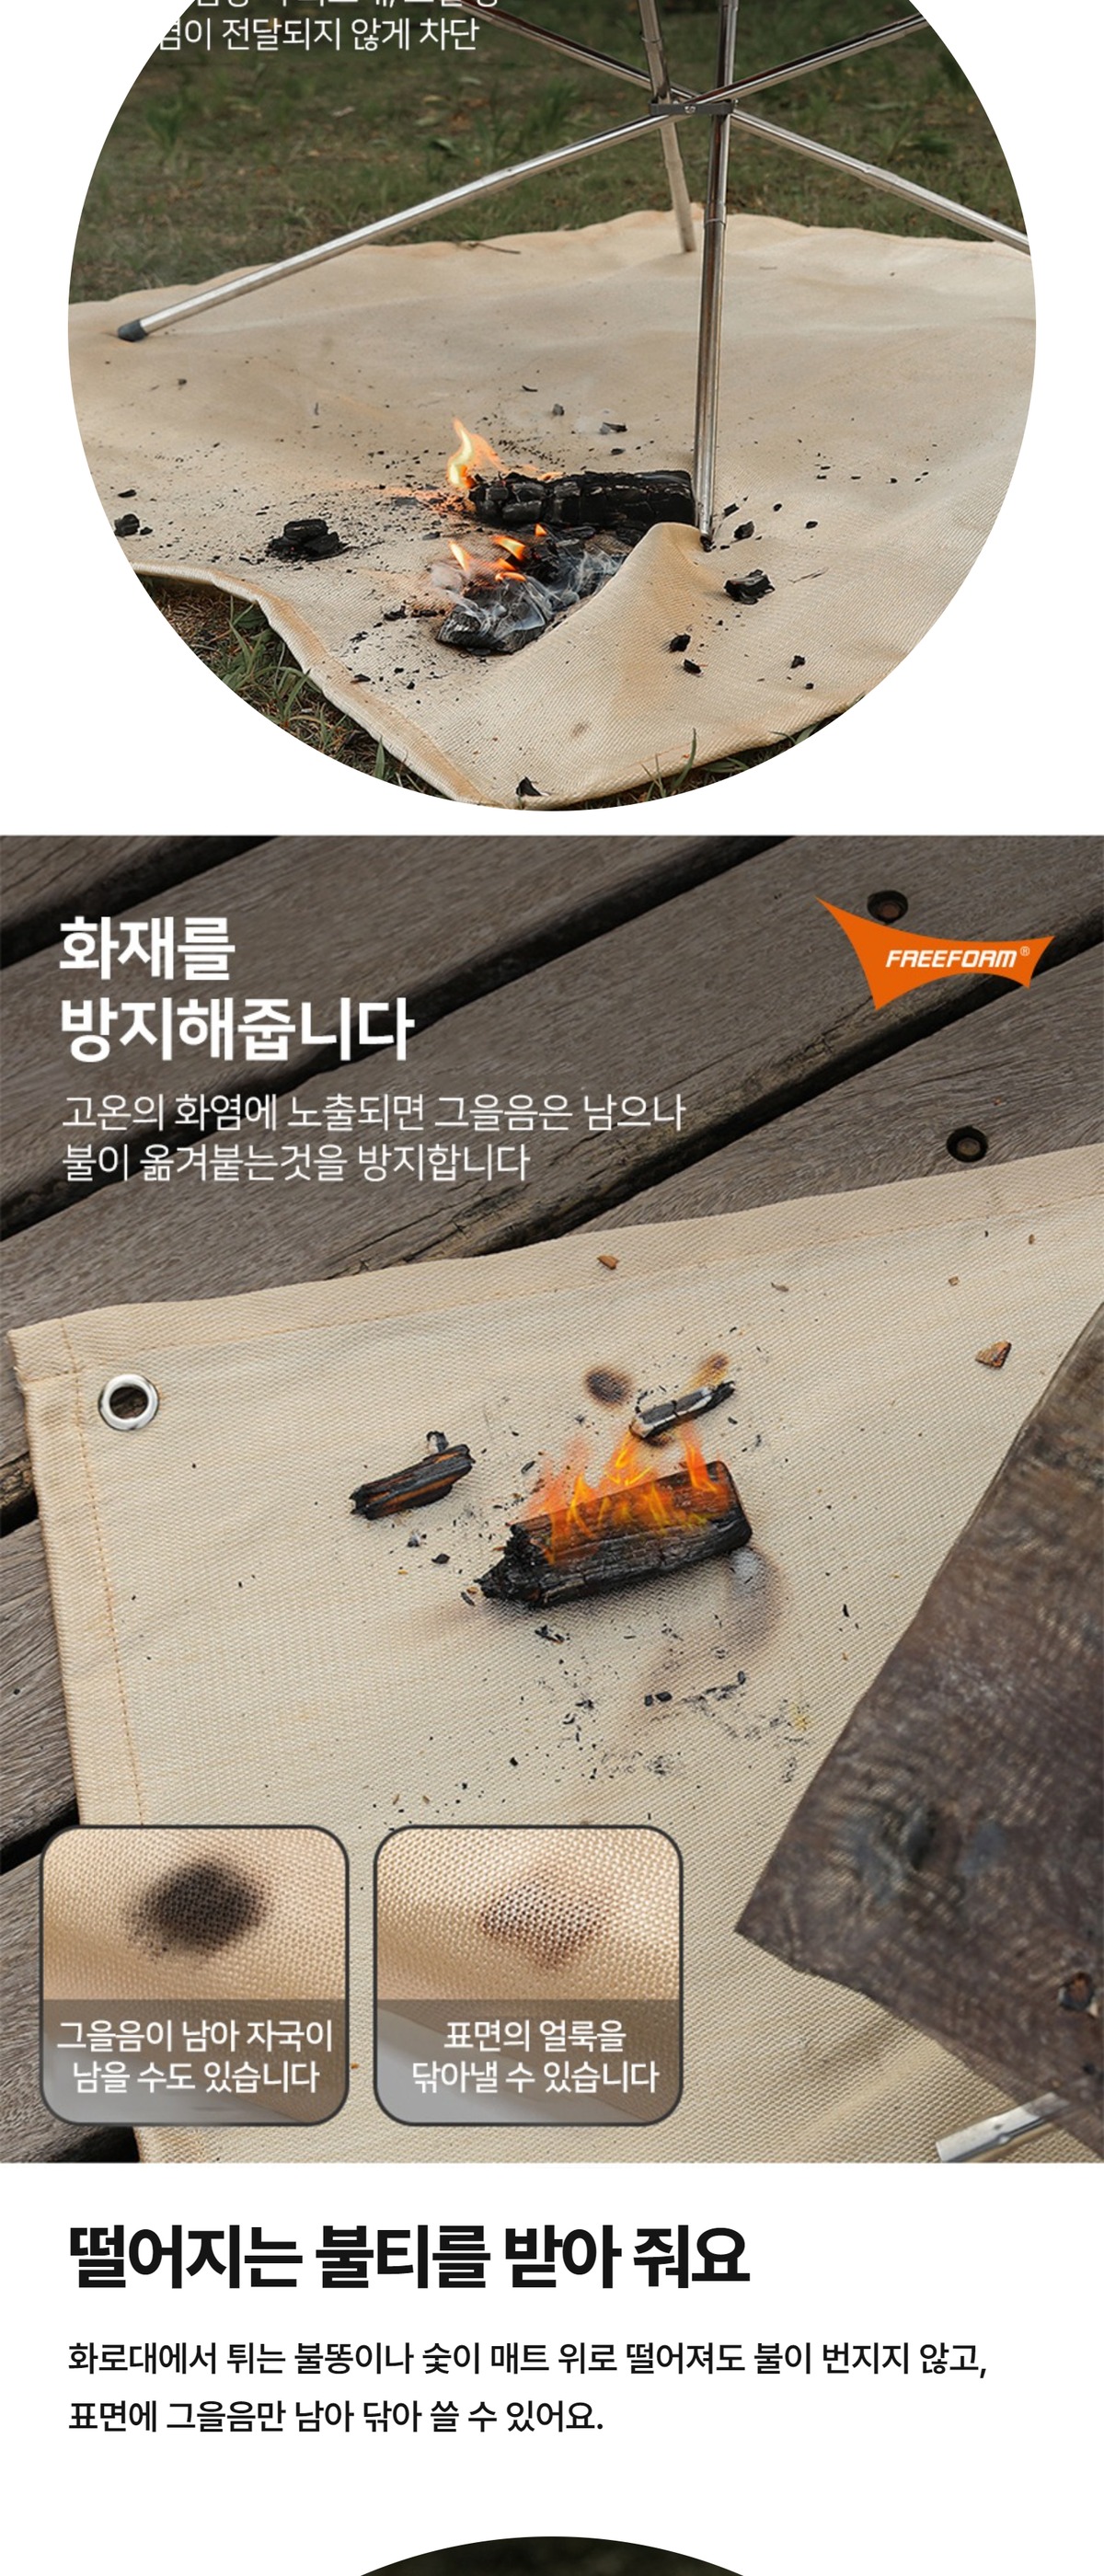 이 전달되지 않게 차단
화재를
방지해줍니다
FREEFORM®
고온의 화염에 노출되면 그을음은 남으나
불이 옮겨붙는것을 방지합니다
그을음이 남아 자국이
남을 수도 있습니다
표면의 얼룩을
닦아낼 수 있습니다
떨어지는 불티를 받아 줘요
화로대에서 튀는 불똥이나 숯이 매트 위로 떨어져도 불이 번지지 않고,
표면에 그을음만 남아 닦아 쓸 수 있어요.